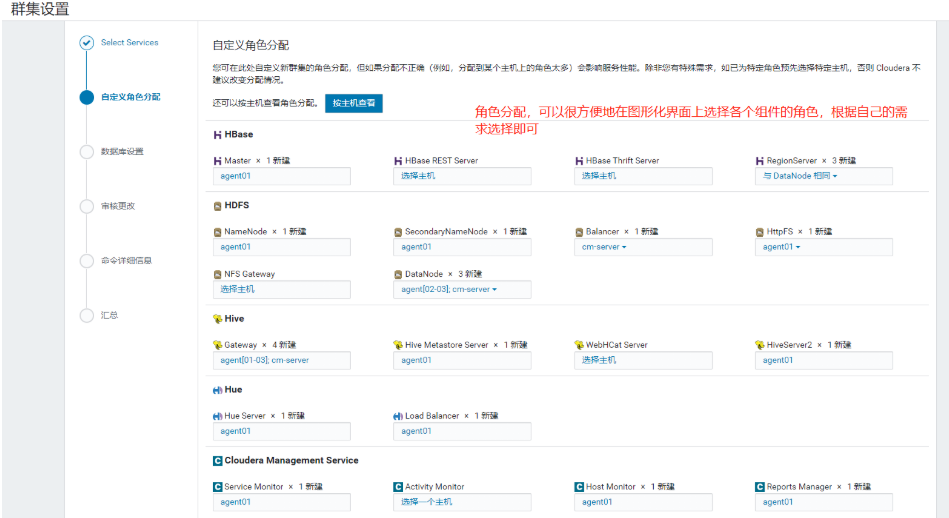 群集设置
Select Services
自定义角色分配
数据库设置
审核更改
命令详细信息
汇总
自定义角色分配
您可在此处自定义新群集的角色分配，但如果分配不正确（例如，分配到某个主机上的角色太多）会影响服务性能。除非您有特殊需求，如已为特定角色预先选择特定主机，否则 Cloudera 不
建议改变分配情况。
还可以按主机查看角色分配。 按主机查看
角色分配，可以很方便地在图形化界面上选择各个组件的角色，根据自己的需
求选择即可
HBase
Master × 1 新建 HBase REST Server HBase Thrift Server RegionServer × 3 新建
agent01 选择主机 选择主机 与 DataNode 相同
HDFS
NameNode × 1 新建 SecondaryNameNode × 1 新建 Balancer × 1 新建 HttpFS × 1 新建
agent01 agent01 cm-server agent01
NFS Gateway DataNode × 3 新建
选择主机 agent[02-03]; cm-server
Hive
Gateway × 4 新建 Hive Metastore Server × 1 新建 WebHCat Server HiveServer2 × 1 新建
agent[01-03]; cm-server agent01 选择主机 agent01
Hue
Hue Server × 1 新建 Load Balancer × 1 新建
agent01 agent01
Cloudera Management Service
Service Monitor × 1 新建 Activity Monitor Host Monitor × 1 新建 Reports Manager × 1 新建
agent01 选择一个主机 agent01 agent01